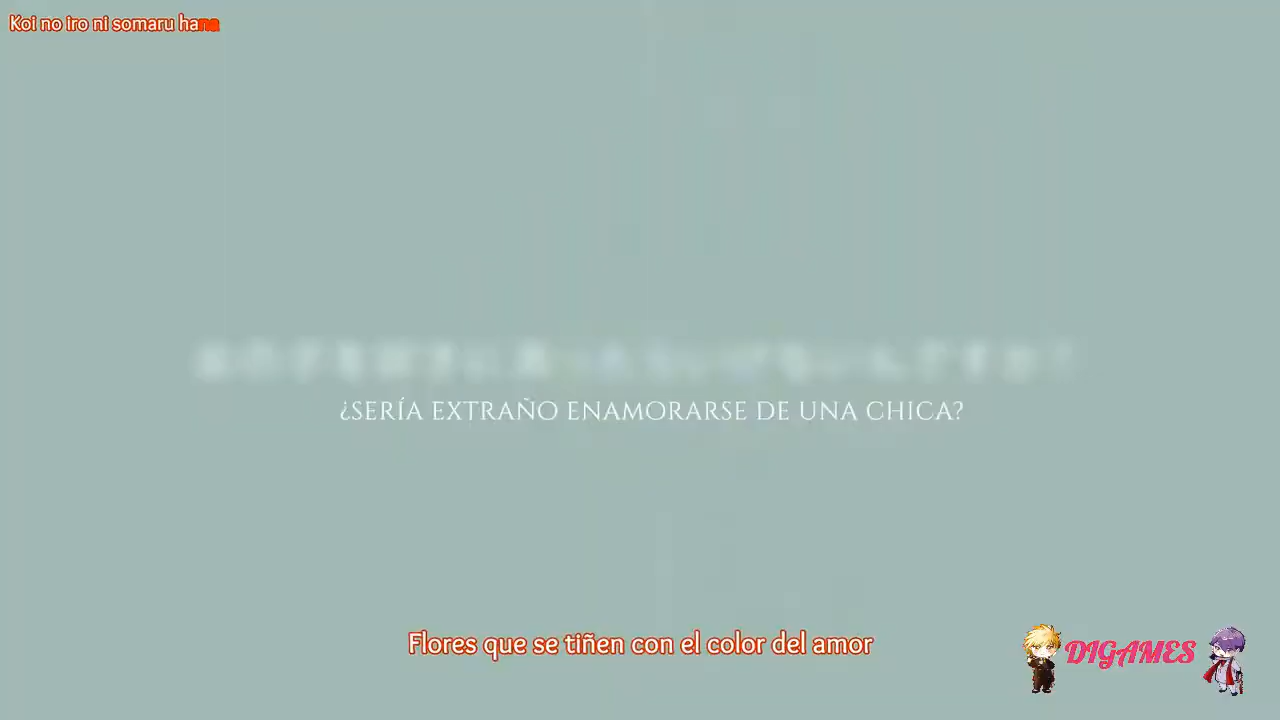 Koi no iro ni somaru hana
¿SERÍA EXTRAÑO ENAMORARSE DE UNA CHICA?
Flores que se tiñen con el color del amor
DIGAMES